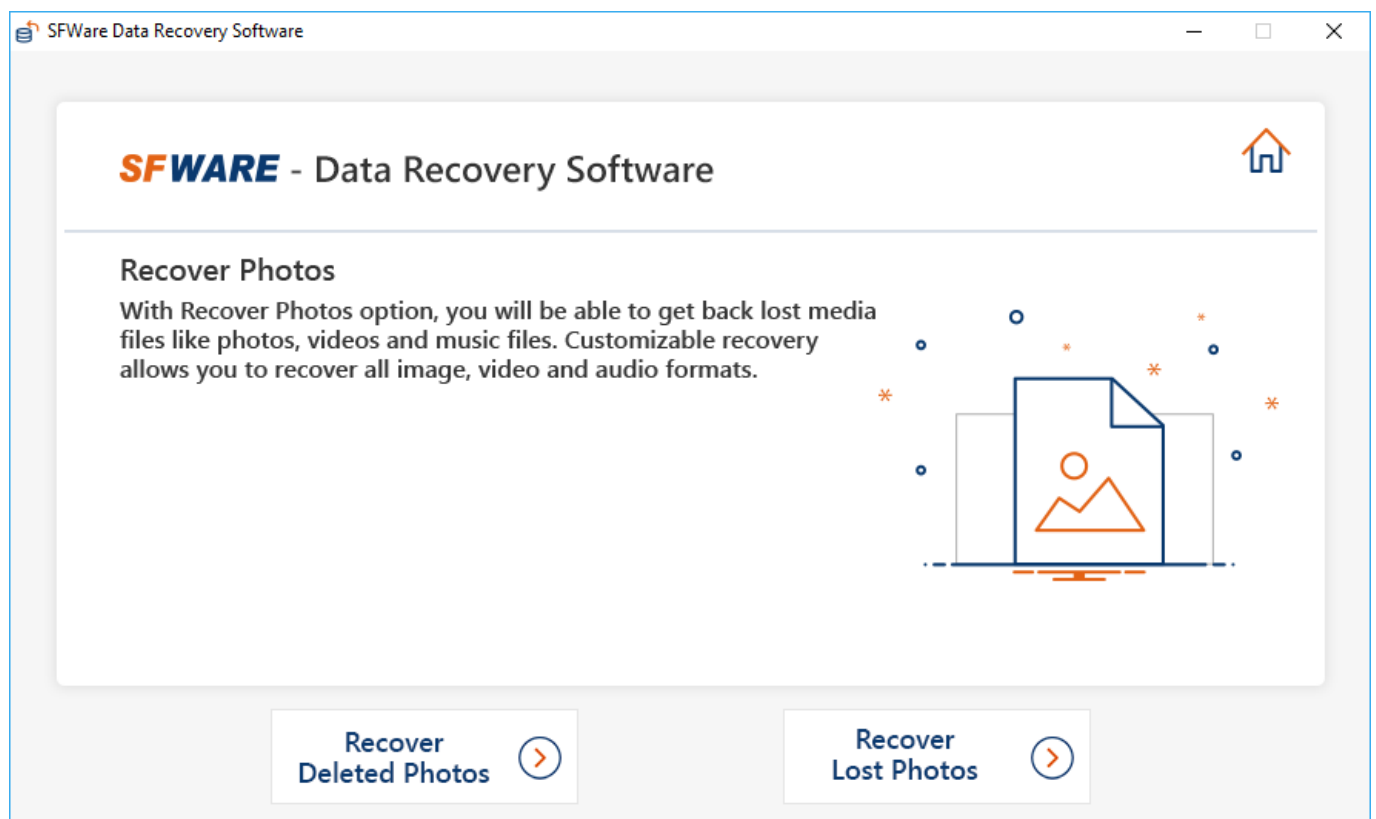 SFWare Data Recovery Software
SFWARE - Data Recovery Software
Recover Photos
With Recover Photos option, you will be able to get back lost media
files like photos, videos and music files. Customizable recovery
allows you to recover all image, video and audio formats.
Recover
Deleted Photos
Recover
Lost Photos